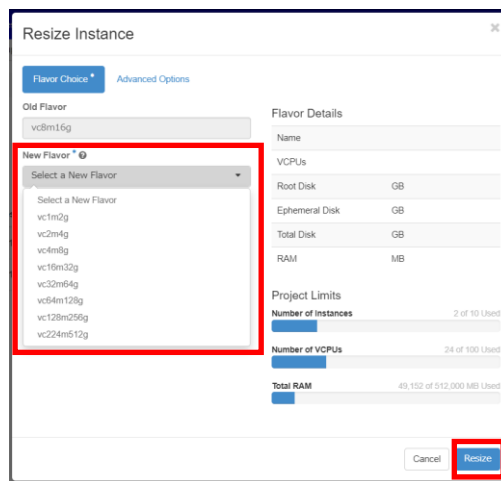 Resize Instance
×
Flavor Choice *
Advanced Options
Old Flavor
vc8m16g
New Flavor *
Select a New Flavor
Select a New Flavor
vc1m2g
vc2m4g
vc4m8g
vc16m32g
vc32m64g
vc64m128g
vc128m256g
vc224m512g
Flavor Details
Name
VCPUs
Root Disk GB
Ephemeral Disk GB
Total Disk GB
RAM MB
Project Limits
Number of Instances 2 of 10 Used
Number of VCPUs 24 of 100 Used
Total RAM 49,152 of 512,000 MB Used
Cancel
Resize